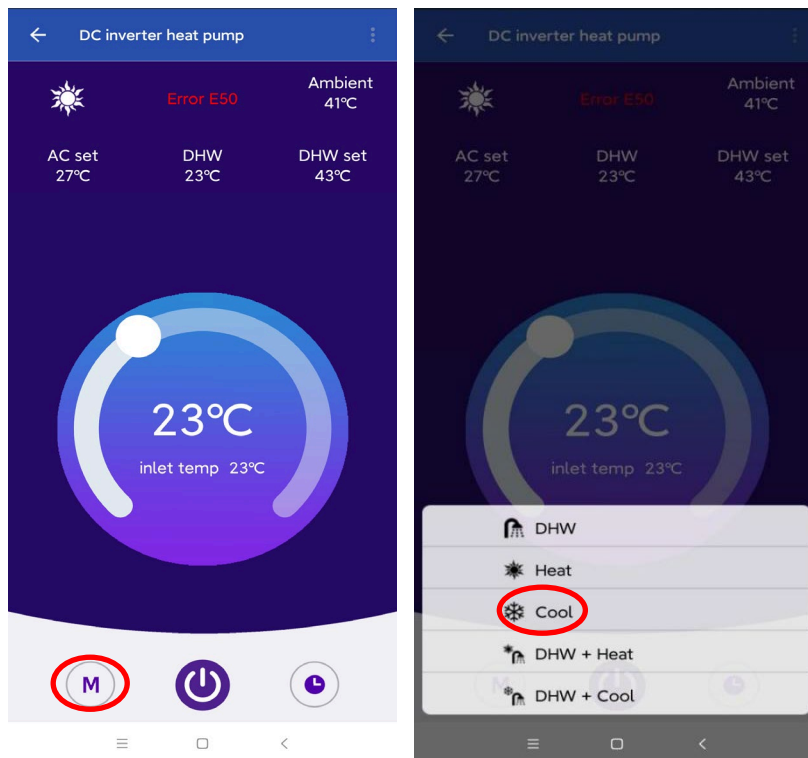 DC inverter heat pump
Error E50
Ambient
41℃
AC set
27℃
DHW
23℃
DHW set
43℃
23℃
inlet temp 23℃
M
DC inverter heat pump
Error E50
Ambient
41℃
AC set
27℃
DHW
23℃
DHW set
43℃
23℃
inlet temp 23℃
DHW
Heat
Cool
DHW + Heat
DHW + Cool
M